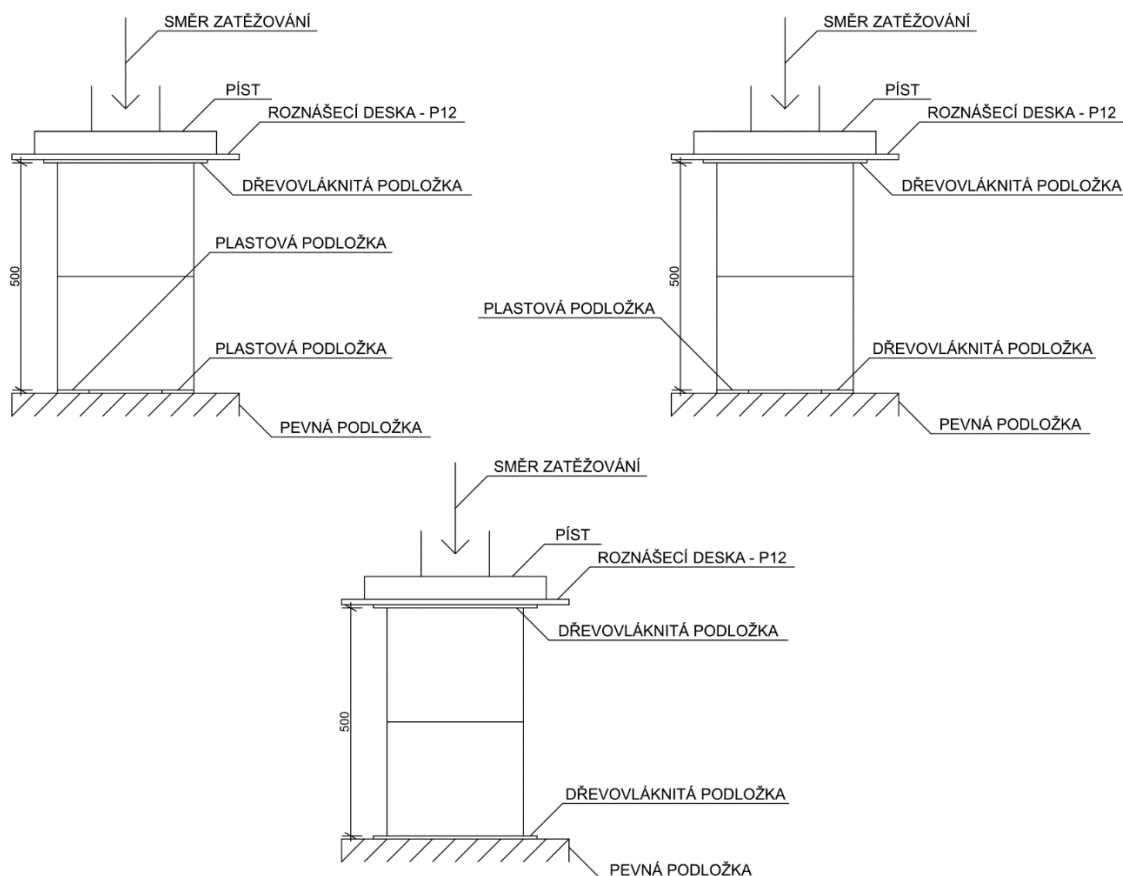 SMĚR ZATĚŽOVÁNÍ
PÍST
ROZNÁŠECÍ DESKA - P12
DŘEVOVLÁKNITÁ PODLOŽKA
PLASTOVÁ PODLOŽKA
500
PLASTOVÁ PODLOŽKA
PEVNÁ PODLOŽKA
SMĚR ZATĚŽOVÁNÍ
PÍST
ROZNÁŠECÍ DESKA - P12
DŘEVOVLÁKNITÁ PODLOŽKA
500
PLASTOVÁ PODLOŽKA
DŘEVOVLÁKNITÁ PODLOŽKA
PEVNÁ PODLOŽKA
SMĚR ZATĚŽOVÁNÍ
PÍST
ROZNÁŠECÍ DESKA - P12
DŘEVOVLÁKNITÁ PODLOŽKA
500
DŘEVOVLÁKNITÁ PODLOŽKA
PEVNÁ PODLOŽKA